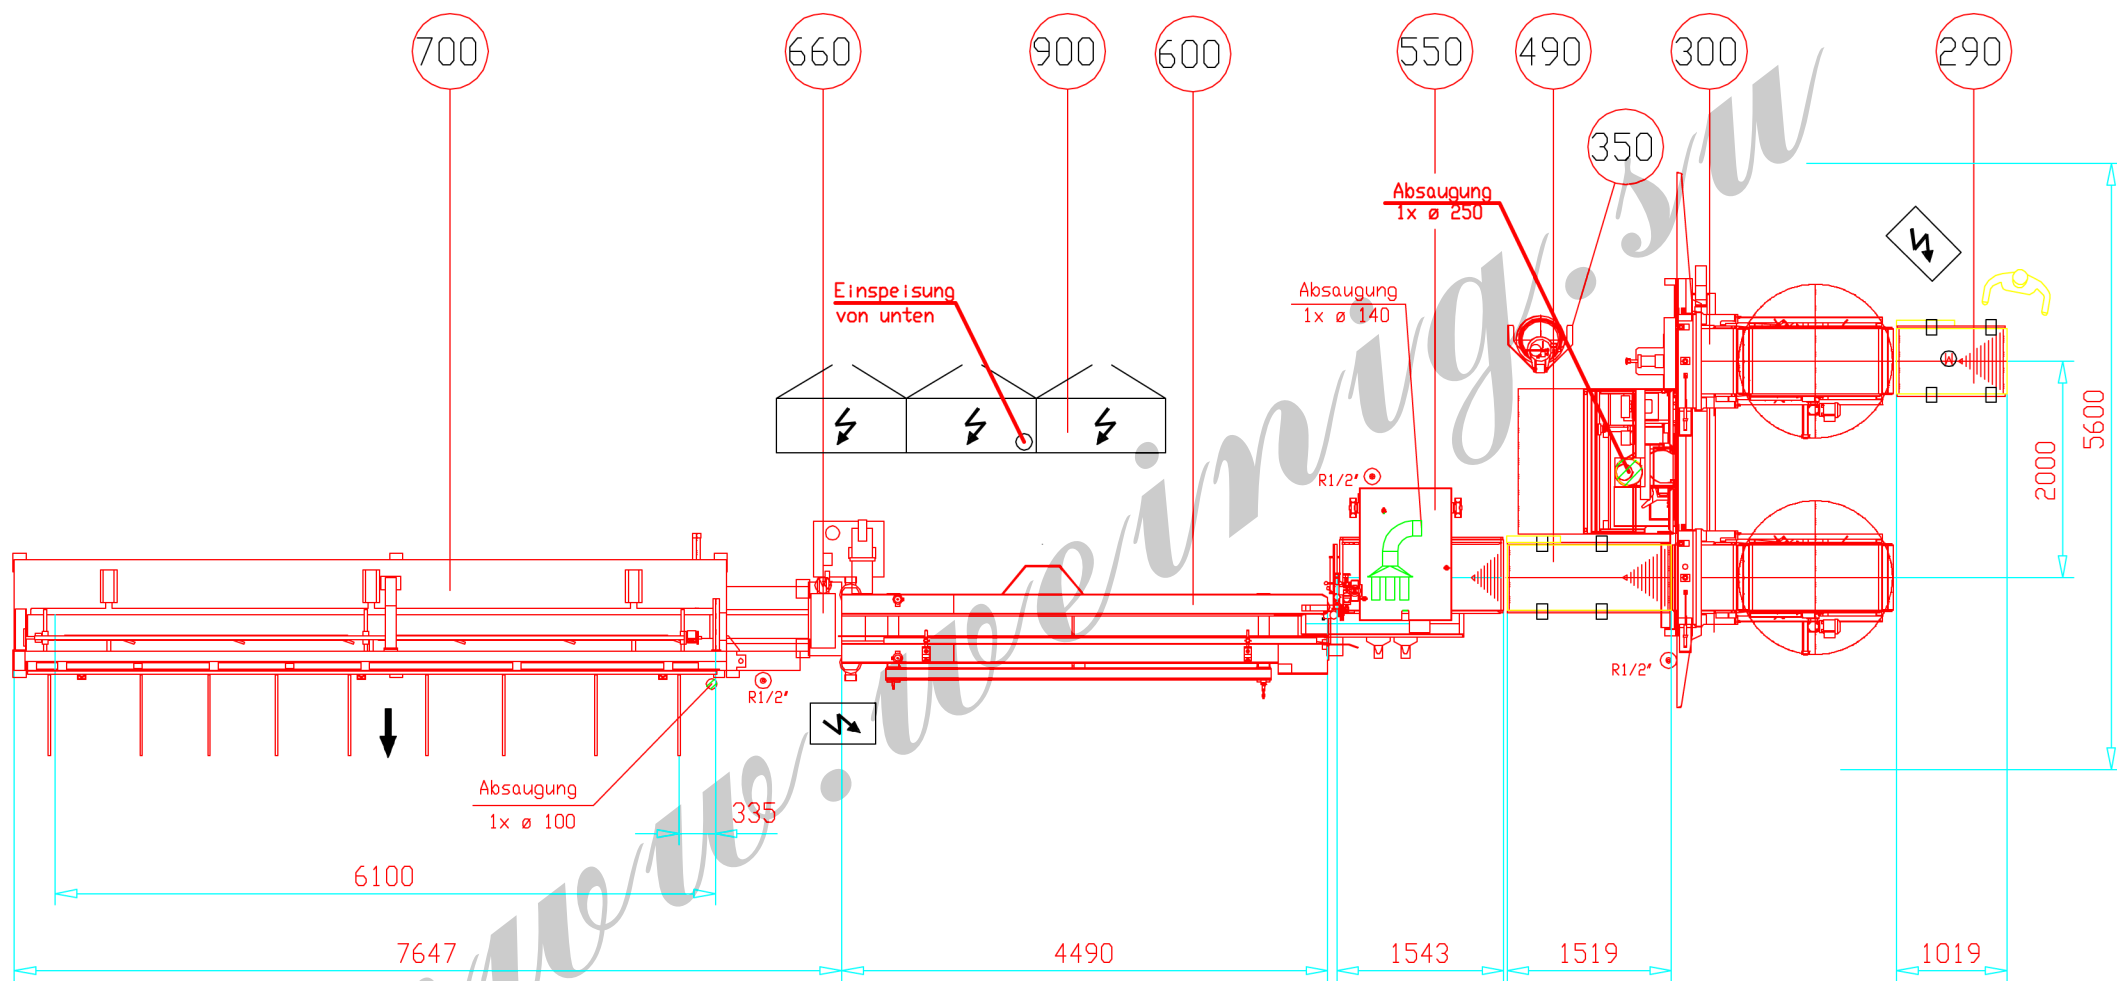 700
660
900
600
550
490
300
290
350
Absaugung
1x ø 250
Einspeisung
von unten
Absaugung
1x ø 140
R1/2"
R1/2"
R1/2"
5600
2000
Absaugung
1x ø 100
335
6100
7647
4490
1543
1519
1019
www.weinig.su
M